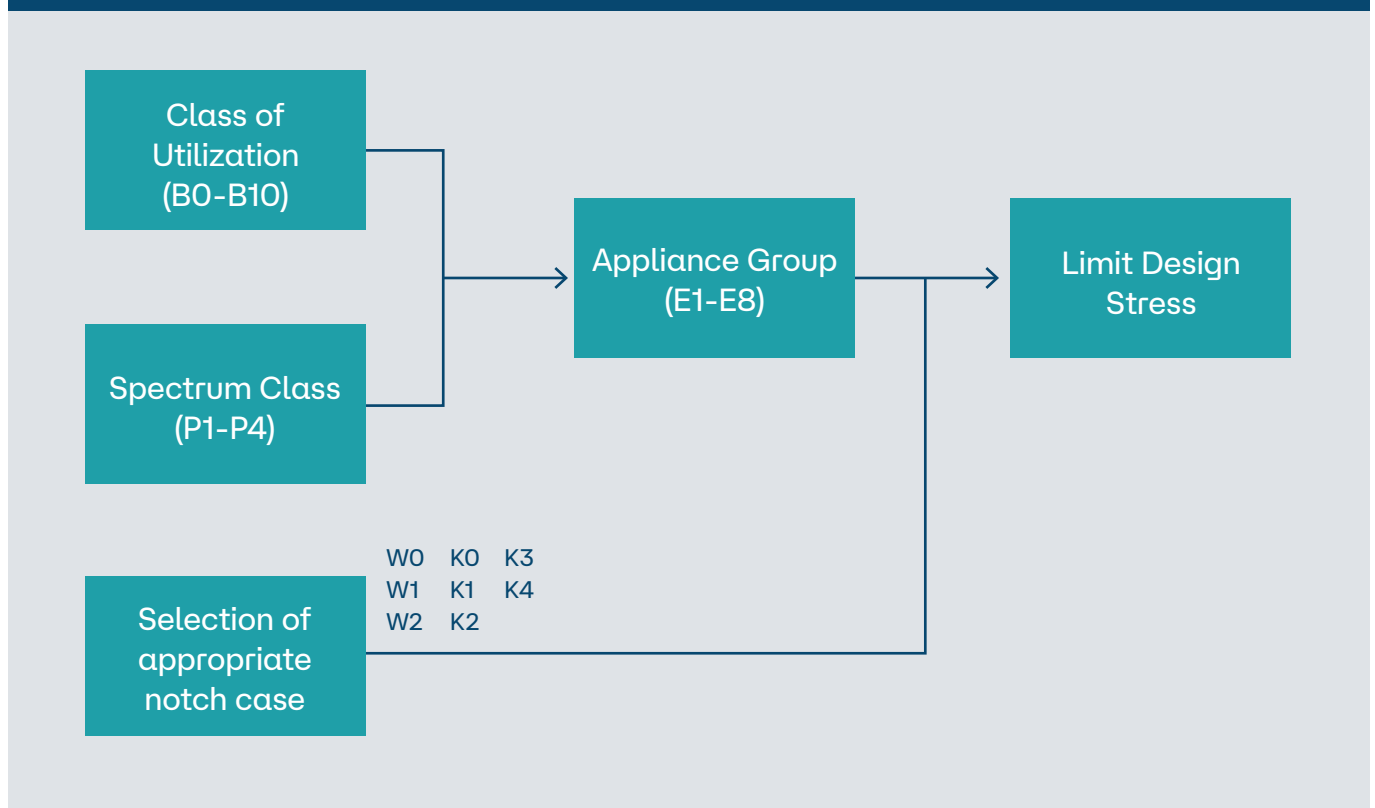 Class of
Utilization
(B0-B10)
Spectrum Class
(P1-P4)
Appliance Group
(E1-E8)
Limit Design
Stress
W0 K0 K3
W1 K1 K4
W2 K2
Selection of
appropriate
notch case